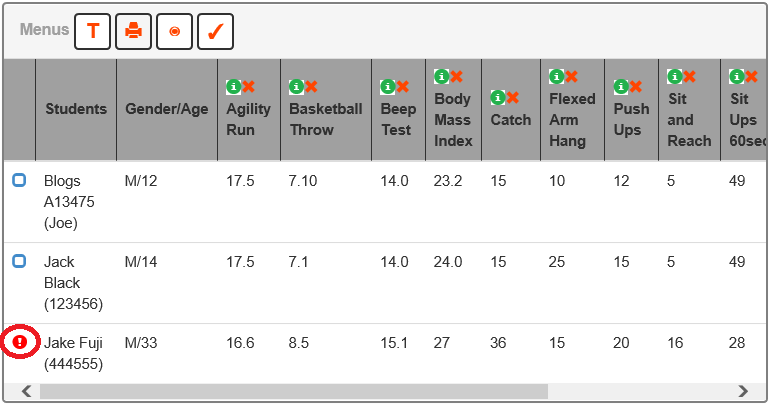 Menus T
Students Gender/Age Agility Run Basketball Throw Beep Test Body Mass Index Catch Flexed Arm Hang Push Ups Sit and Reach Sit Ups 60sec
Blogs A13475 (Joe) M/12 17.5 7.10 14.0 23.2 15 10 12 5 49
Jack Black (123456) M/14 17.5 7.1 14.0 24.0 15 25 15 5 49
Jake Fuji (444555) M/33 16.6 8.5 15.1 27 36 15 20 16 28